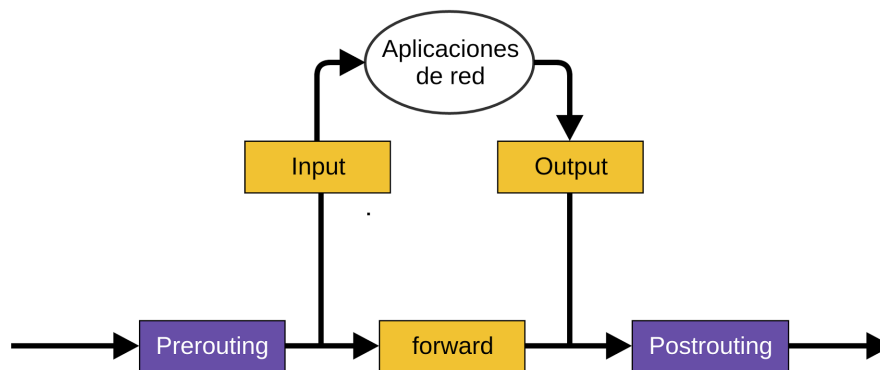 Aplicaciones
de red
Input
Output
Prerouting
forward
Postrouting